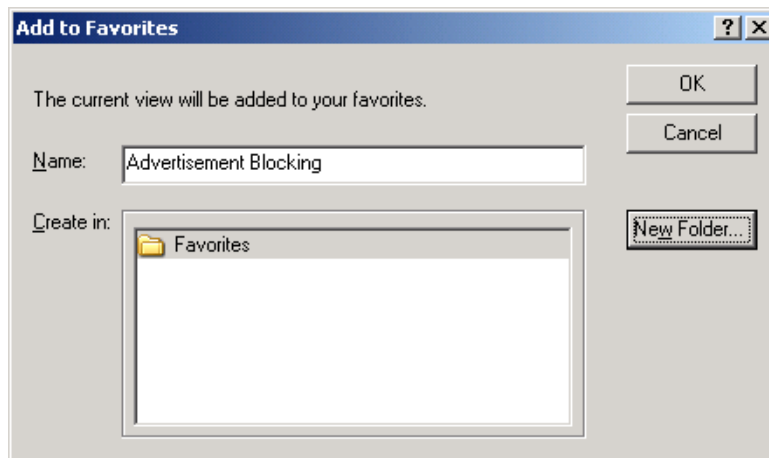 Add to Favorites
The current view will be added to your favorites.
OK
Cancel
Name: Advertisement Blocking
Create in:
Favorites
New Folder...